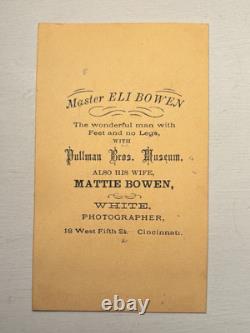 Master ELI BOWEN
The wonderful man with
Feet and no Legs,
WITH
Pullman Bros. Museum,
ALSO HIS WIFE,
MATTIE BOWEN,
WHITE,
PHOTOGRAPHER,
18 West Fifth St. Cincinnati.